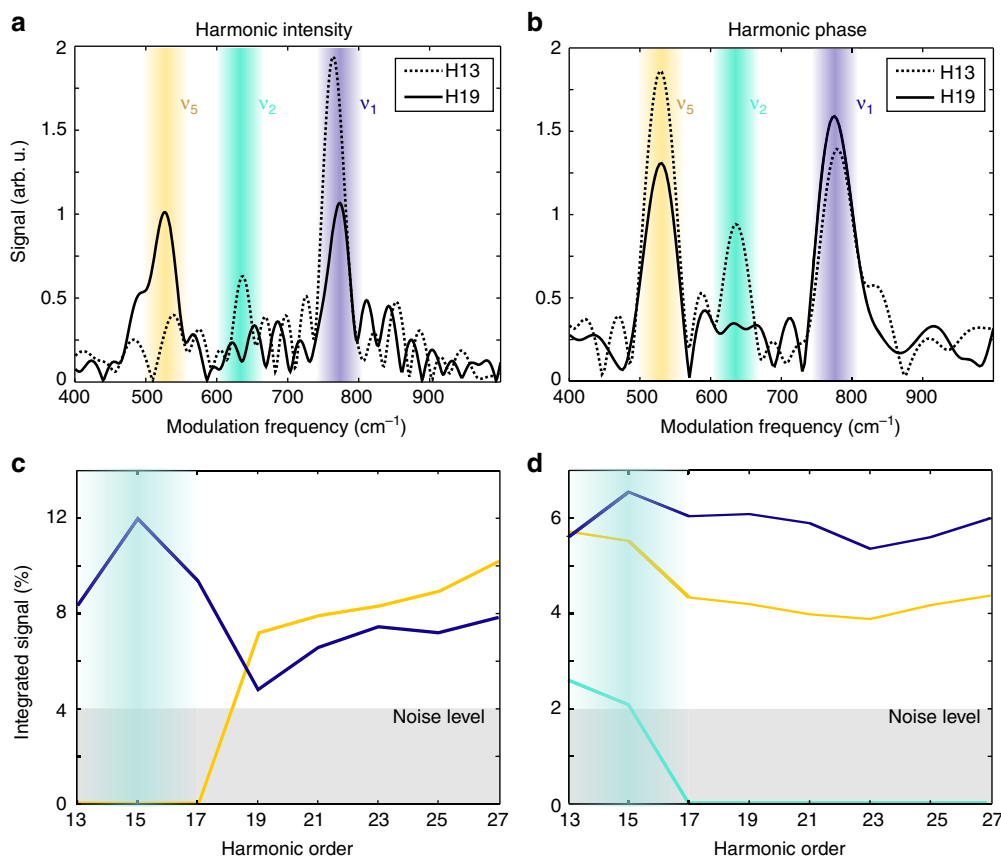 a
Harmonic intensity
2
1.5
1
0.5
0
Signal (arb. u.)
ν5
ν2
ν1
H13
H19
400 500 600 700 800 900
Modulation frequency (cm−1)
b
Harmonic phase
2
1.5
1
0.5
0
ν5
ν2
ν1
H13
H19
400 500 600 700 800 900
Modulation frequency (cm−1)
c
12
8
4
0
Integrated signal (%)
Noise level
13 15 17 19 21 23 25 27
Harmonic order
d
6
4
2
0
Noise level
13 15 17 19 21 23 25 27
Harmonic order